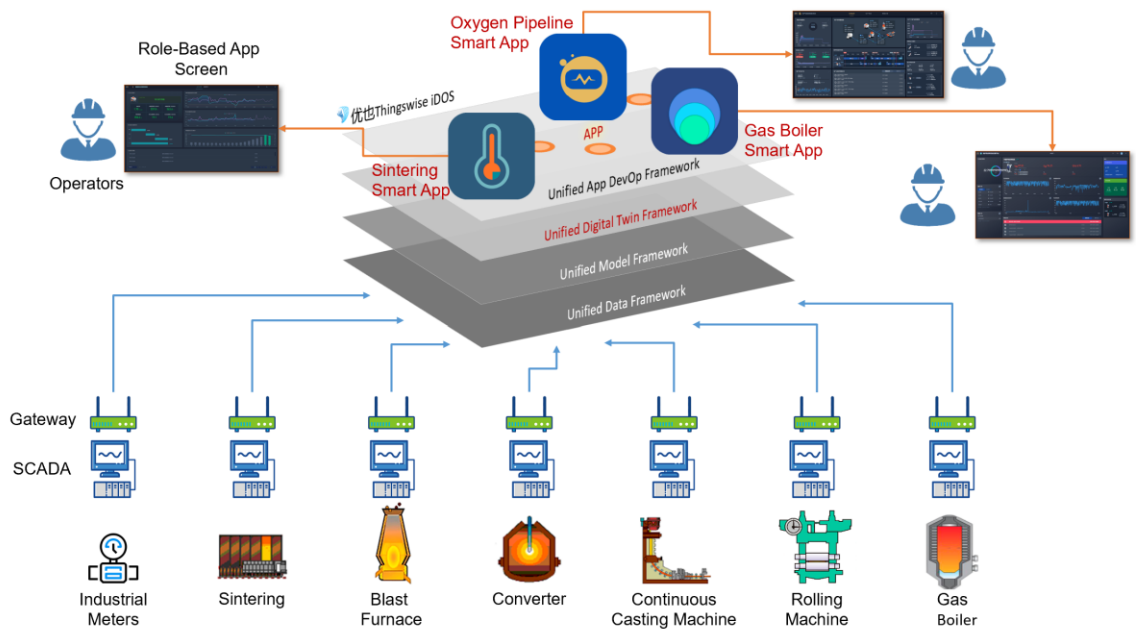 Oxygen Pipeline
Smart App
Role-Based App
Screen
优也Thingswise iDOS
APP
Gas Boiler
Smart App
Sintering
Smart App
Operators
Unified App DevOp Framework
Unified Digital Twin Framework
Unified Model Framework
Unified Data Framework
Gateway
SCADA
Industrial
Meters
Sintering
Blast
Furnace
Converter
Continuous
Casting Machine
Rolling
Machine
Gas
Boiler